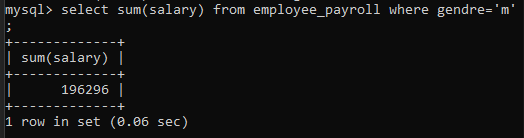 mysql> select sum(salary) from employee_payroll where gendre='m'
;
+-------------+
| sum(salary) |
+-------------+
|      196296 |
+-------------+
1 row in set (0.06 sec)